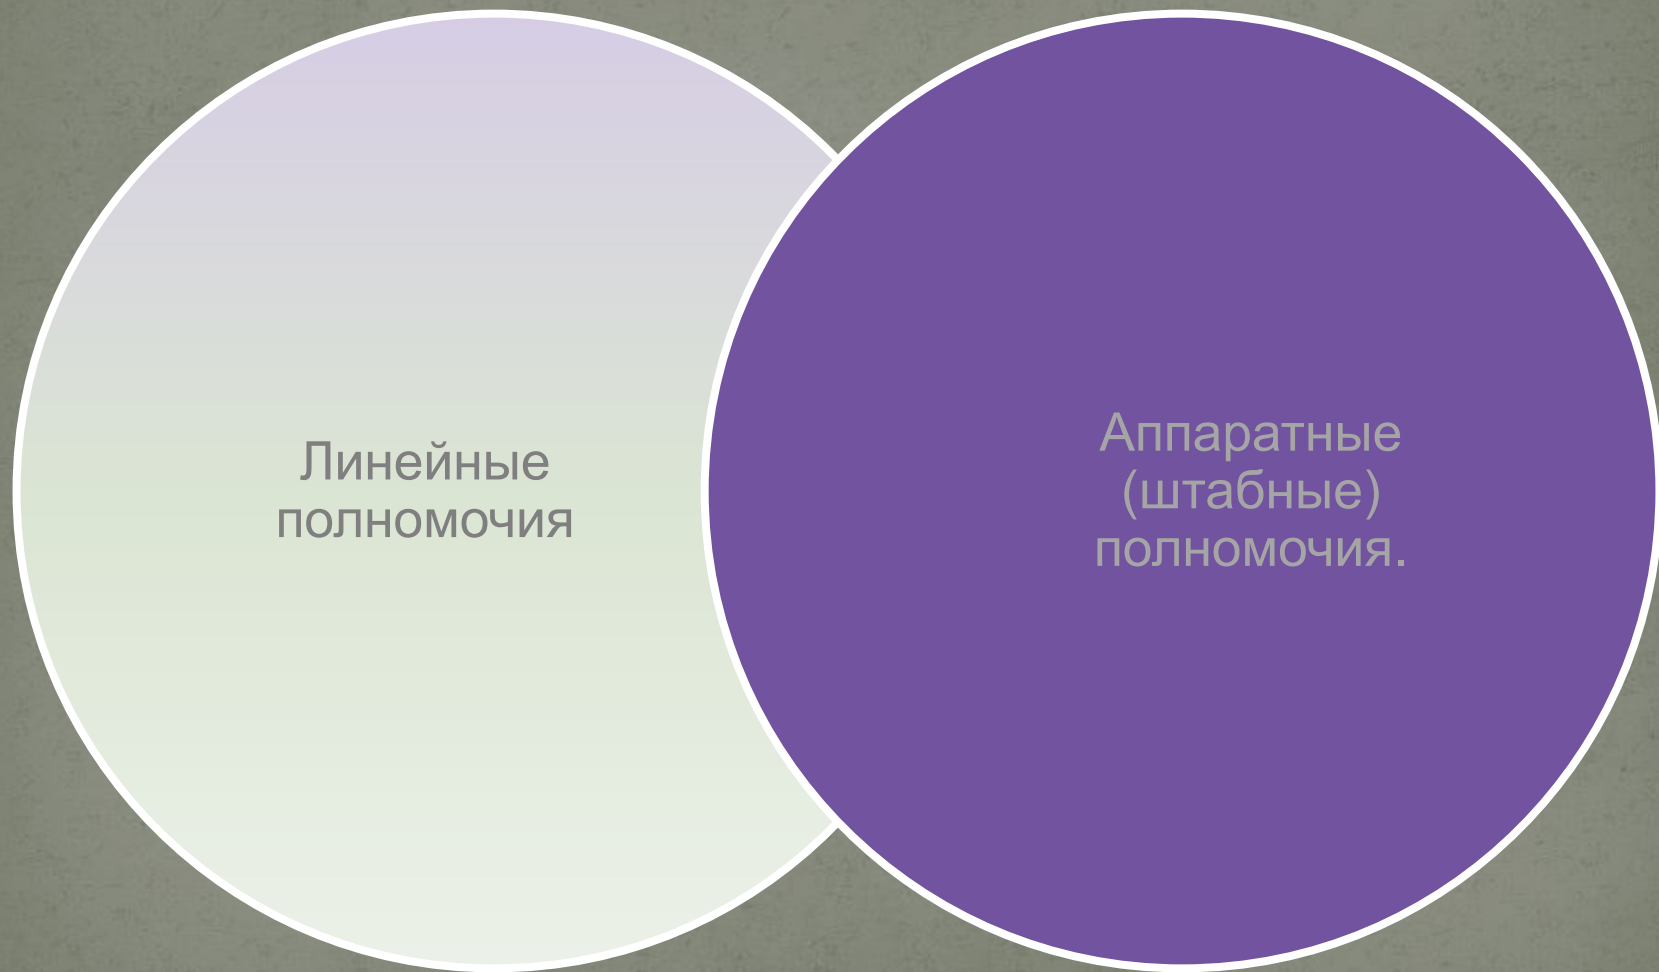 Линейные
полномочия
Аппаратные
(штабные)
полномочия.